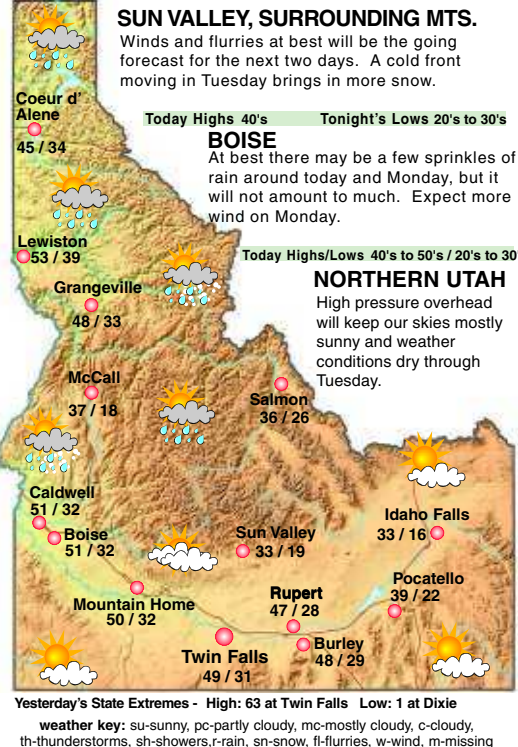 SUN VALLEY, SURROUNDING MTS.
Winds and flurries at best will be the going
forecast for the next two days. A cold front
moving in Tuesday brings in more snow.
Today Highs 40's Tonight's Lows 20's to 30's
BOISE
At best there may be a few sprinkles of
rain around today and Monday, but it
will not amount to much. Expect more
wind on Monday.
Today Highs/Lows 40's to 50's / 20's to 30
NORTHERN UTAH
High pressure overhead
will keep our skies mostly
sunny and weather
conditions dry through
Tuesday.
Coeur d'
Alene
45 / 34
Lewiston
53 / 39
Grangeville
48 / 33
McCall
37 / 18
Salmon
36 / 26
Caldwell
51 / 32
Boise
51 / 32
Sun Valley
33 / 19
Idaho Falls
33 / 16
Pocatello
39 / 22
Mountain Home
50 / 32
Rupert
47 / 28
Burley
48 / 29
Twin Falls
49 / 31
Yesterday's State Extremes - High: 63 at Twin Falls Low: 1 at Dixie
weather key: su-sunny, pc-partly cloudy, mc-mostly cloudy, c-cloudy,
th-thunderstorms, sh-showers,r-rain, sn-snow, fl-flurries, w-wind, m-missing